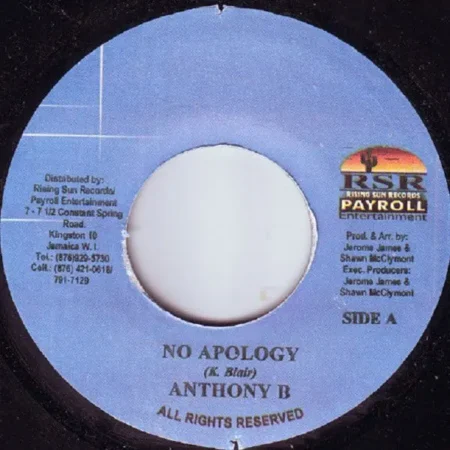 Distributed by:
Rising Sun Records/
Payroll Entertainment
7 - 7 1/2 Constant Spring
Road.
Kingston 10
Jamaica W. I.
Tel.: (876)929-5730
Cell.: (876) 421-0618/
791-7129
RSR
RISING SUN RECORDS
PAYROLL
Entertainment
Prod. & Arr. by:
Jerome James &
Shawn McClymont
Exec. Producers:
Jerome James &
Shawn McClymont
SIDE A
NO APOLOGY
(K. Blair)
ANTHONY B
ALL RIGHTS RESERVED